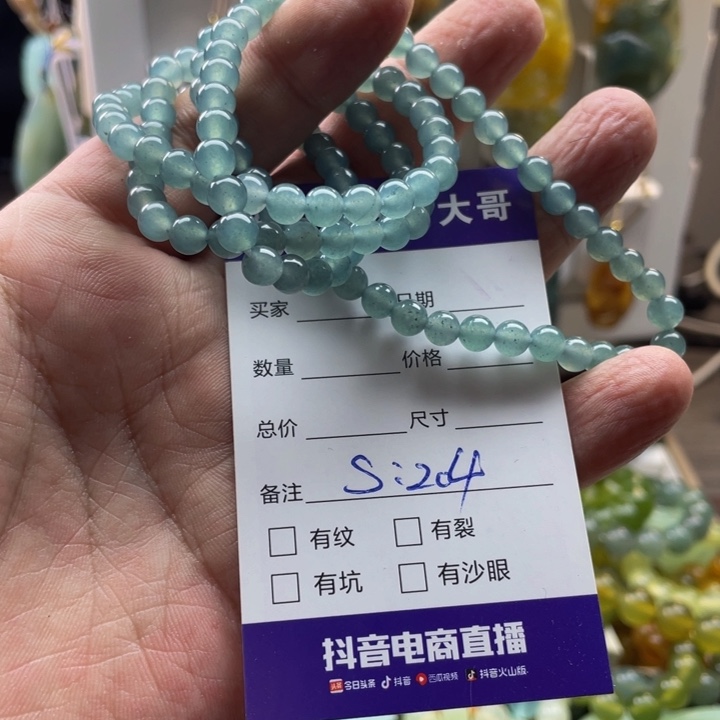 大哥
买家 日期
数量 价格
总价 尺寸
备注 S:204
有纹 有裂
有坑 有沙眼
抖音电商直播
头条 今日头条 抖音 西瓜视频 抖音火山版